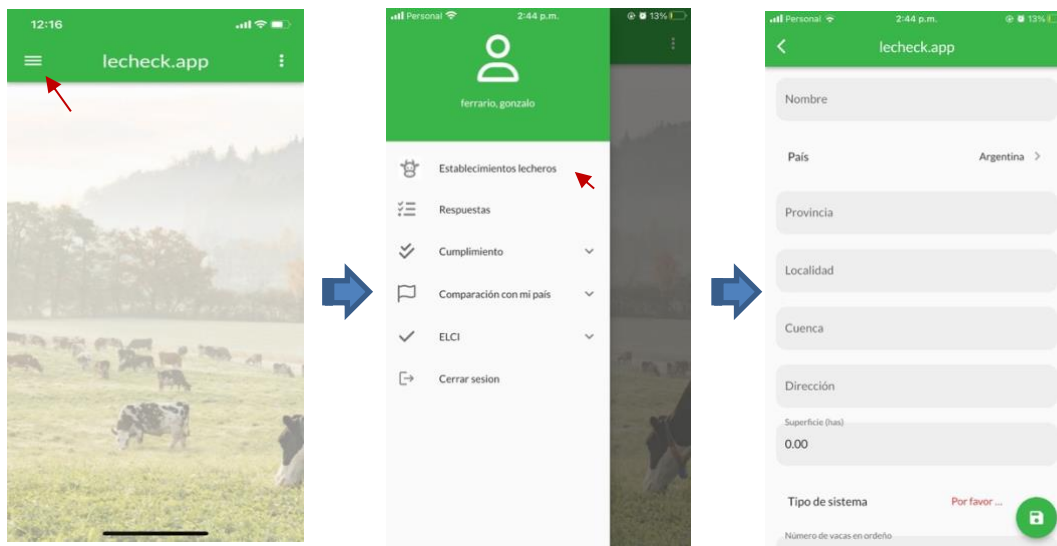 12:16
lecheck.app
Personal 2:44 p.m. 13%
ferrario, gonzalo
Establecimientos lecheros
Respuestas
Cumplimiento
Comparación con mi país
ELCI
Cerrar sesion
Personal 2:44 p.m. 13%
lecheck.app
Nombre
País Argentina
Provincia
Localidad
Cuenca
Dirección
Superficie (has)
0.00
Tipo de sistema Por favor ...
Número de vacas en ordeño